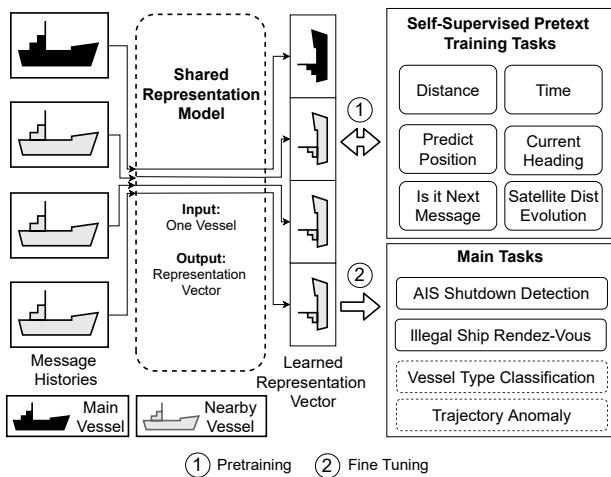 Shared
Representation
Model
Input:
One Vessel
Output:
Representation
Vector
Message
Histories
Learned
Representation
Vector
Main
Vessel
Nearby
Vessel
1
2
Self-Supervised Pretext
Training Tasks
Distance
Time
Predict
Position
Current
Heading
Is it Next
Message
Satellite Dist
Evolution
Main Tasks
AIS Shutdown Detection
Illegal Ship Rendez-Vous
Vessel Type Classification
Trajectory Anomaly
1 Pretraining
2 Fine Tuning